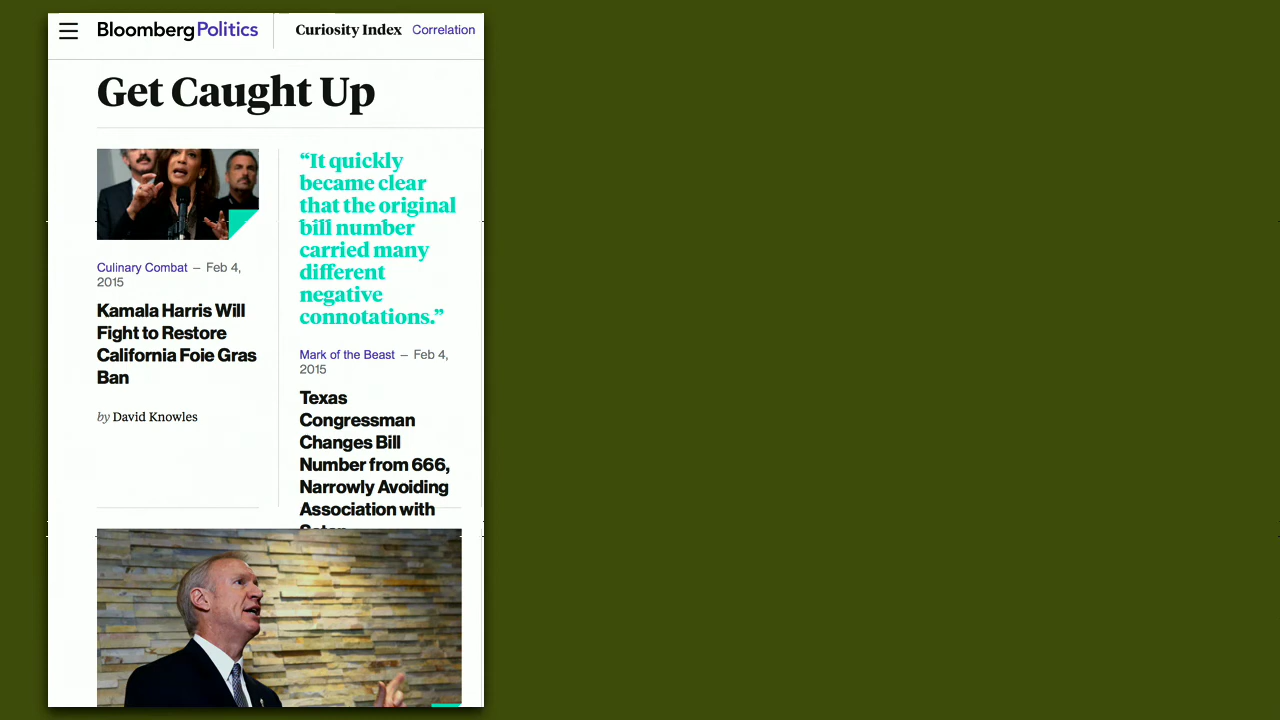 Bloomberg Politics
Curiosity Index Correlation
Get Caught Up
Culinary Combat – Feb 4,
2015
Kamala Harris Will
Fight to Restore
California Foie Gras
Ban
by David Knowles
“It quickly
became clear
that the original
bill number
carried many
different
negative
connotations.”
Mark of the Beast – Feb 4,
2015
Texas
Congressman
Changes Bill
Number from 666,
Narrowly Avoiding
Association with